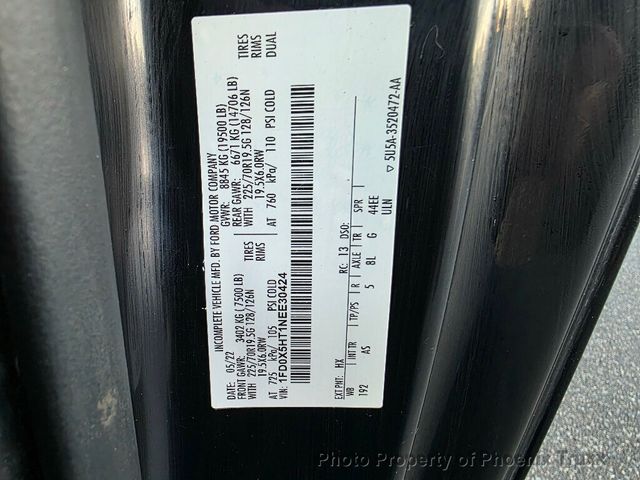 INCOMPLETE VEHICLE MFD. BY FORD MOTOR COMPANY
DATE: 05/22 GVWR: 8845 KG (19500 LB)
FRONT GAWR: 3402 KG (7500 LB) REAR GAWR: 6671 KG (14706 LB)
WITH 225/70R19.5G 128/126N TIRES WITH 225/70R19.5G 128/126N TIRES
19.5X6.0RW RIMS 19.5X6.0RW RIMS
AT 725 kPa/ 105 PSI COLD AT 760 kPa/ 110 PSI COLD DUAL
VIN: 1FD0X5HT1NEE30424
EXT PNT: HX RC: 13 DSO:
WB INT TR TP/PS R AXLE TR SPR
192 AS 5 8L G 44EE
ULN
▽ 5U5A-3520472-AA
Photo Property of Phoenix Truck